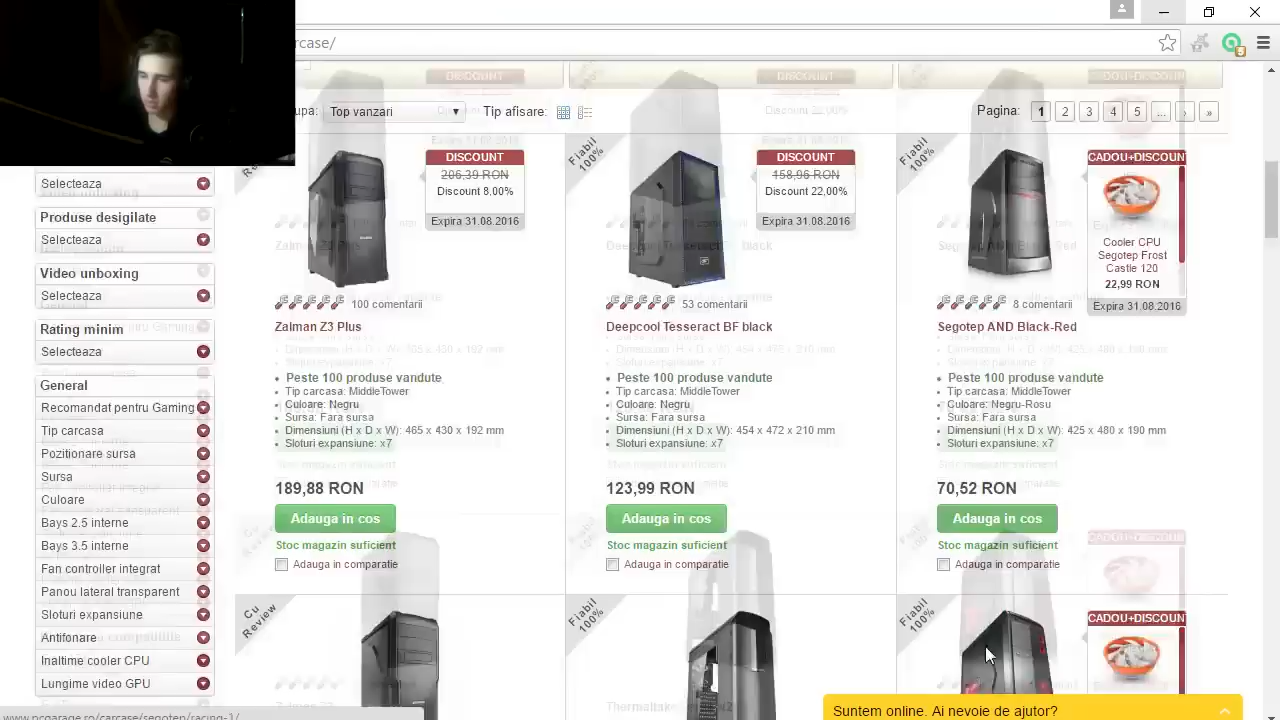 rcase/
upa:
Top vanzari
Tip afisare:
Pagina:
1
2
3
4
5
...
›
»
Selecteaza
Produse desigilate
Selecteaza
Video unboxing
Selecteaza
Rating minim
Selecteaza
General
Recomandat pentru Gaming
Tip carcasa
Pozitionare sursa
Sursa
Culoare
Bays 2.5 interne
Bays 3.5 interne
Fan controller integrat
Panou lateral transparent
Sloturi expansiune
Antifonare
Inaltime cooler CPU
Lungime video GPU
DISCOUNT
206,39 RON
Discount 8,00%
Expira 31.08.2016
100 comentarii
Zalman Z3 Plus
Peste 100 produse vandute
Tip carcasa: MiddleTower
Culoare: Negru
Sursa: Fara sursa
Dimensiuni (H x D x W): 465 x 430 x 192 mm
Sloturi expansiune: x7
189,88 RON
Adauga in cos
Stoc magazin suficient
Adauga in comparatie
Fiabil 100%
DISCOUNT
158,96 RON
Discount 22,00%
Expira 31.08.2016
53 comentarii
Deepcool Tesseract BF black
Peste 100 produse vandute
Tip carcasa: MiddleTower
Culoare: Negru
Sursa: Fara sursa
Dimensiuni (H x D x W): 454 x 472 x 210 mm
Sloturi expansiune: x7
123,99 RON
Adauga in cos
Stoc magazin suficient
Adauga in comparatie
Fiabil 100%
CADOU+DISCOUNT
Cooler CPU
Segotep Frost
Castle 120
22,99 RON
Expira 31.08.2016
8 comentarii
Segotep AND Black-Red
Peste 100 produse vandute
Tip carcasa: MiddleTower
Culoare: Negru-Rosu
Sursa: Fara sursa
Dimensiuni (H x D x W): 425 x 480 x 190 mm
Sloturi expansiune: x7
70,52 RON
Adauga in cos
Stoc magazin suficient
Adauga in comparatie
Cu Review
Fiabil 100%
Fiabil 100%
CADOU+DISCOUNT
Suntem online. Ai nevoie de ajutor?
www.pcgarage.ro/carcase/segotep/racing-1/